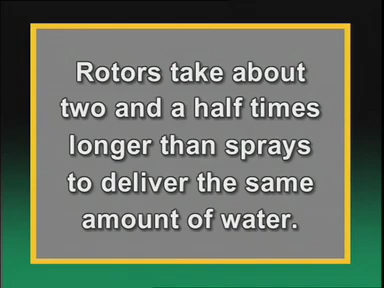 Rotors take about
two and a half times
longer than sprays
to deliver the same
amount of water.